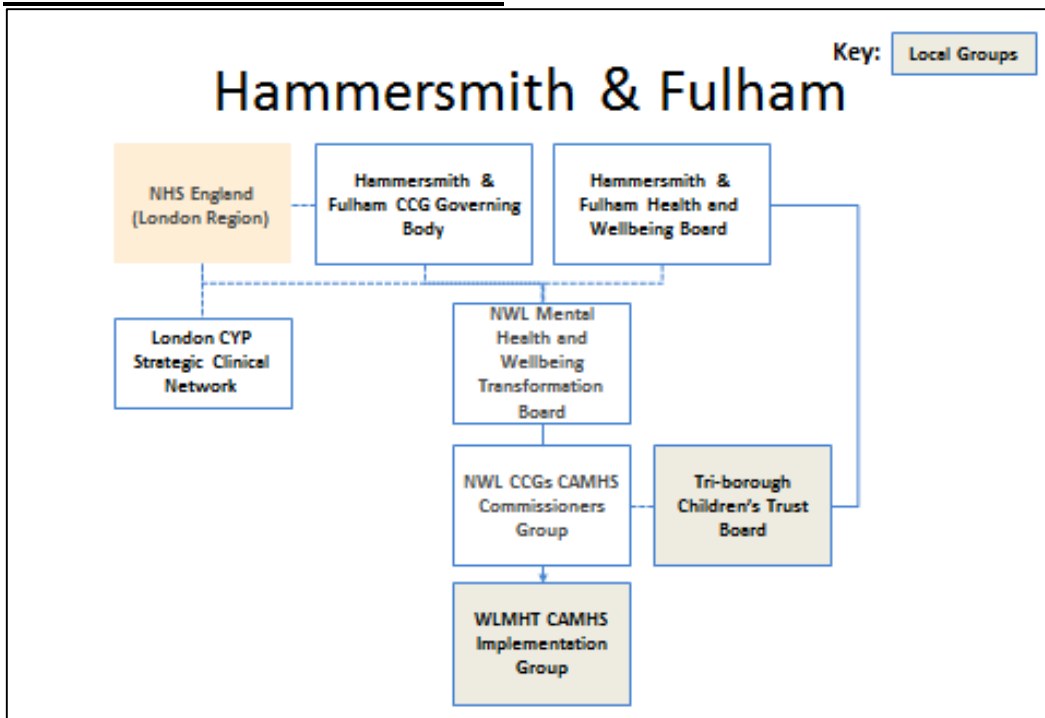 Key:
Local Groups
Hammersmith & Fulham
NHS England
(London Region)
Hammersmith &
Fulham CCG Governing
Body
Hammersmith &
Fulham Health and
Wellbeing Board
London CYP
Strategic Clinical
Network
NWL Mental
Health and
Wellbeing
Transformation
Board
NWL CCGs CAMHS
Commissioners
Group
Tri-borough
Children's Trust
Board
WLMHT CAMHS
Implementation
Group